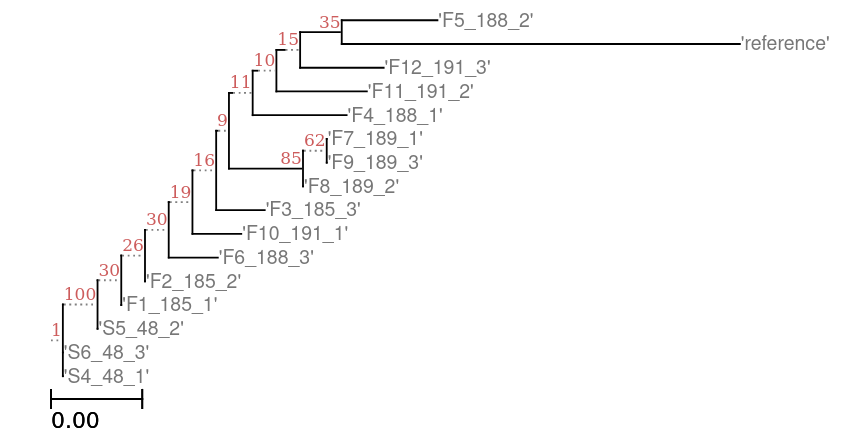 35 'F5_188_2'
'reference'
15
'F12_191_3'
10
'F11_191_2'
11
'F4_188_1'
9
62 'F7_189_1'
85 'F9_189_3'
16
'F8_189_2'
19
'F3_185_3'
30
'F10_191_1'
26
'F6_188_3'
30
'F2_185_2'
100
'F1_185_1'
1 'S5_48_2'
'S6_48_3'
'S4_48_1'
0.00